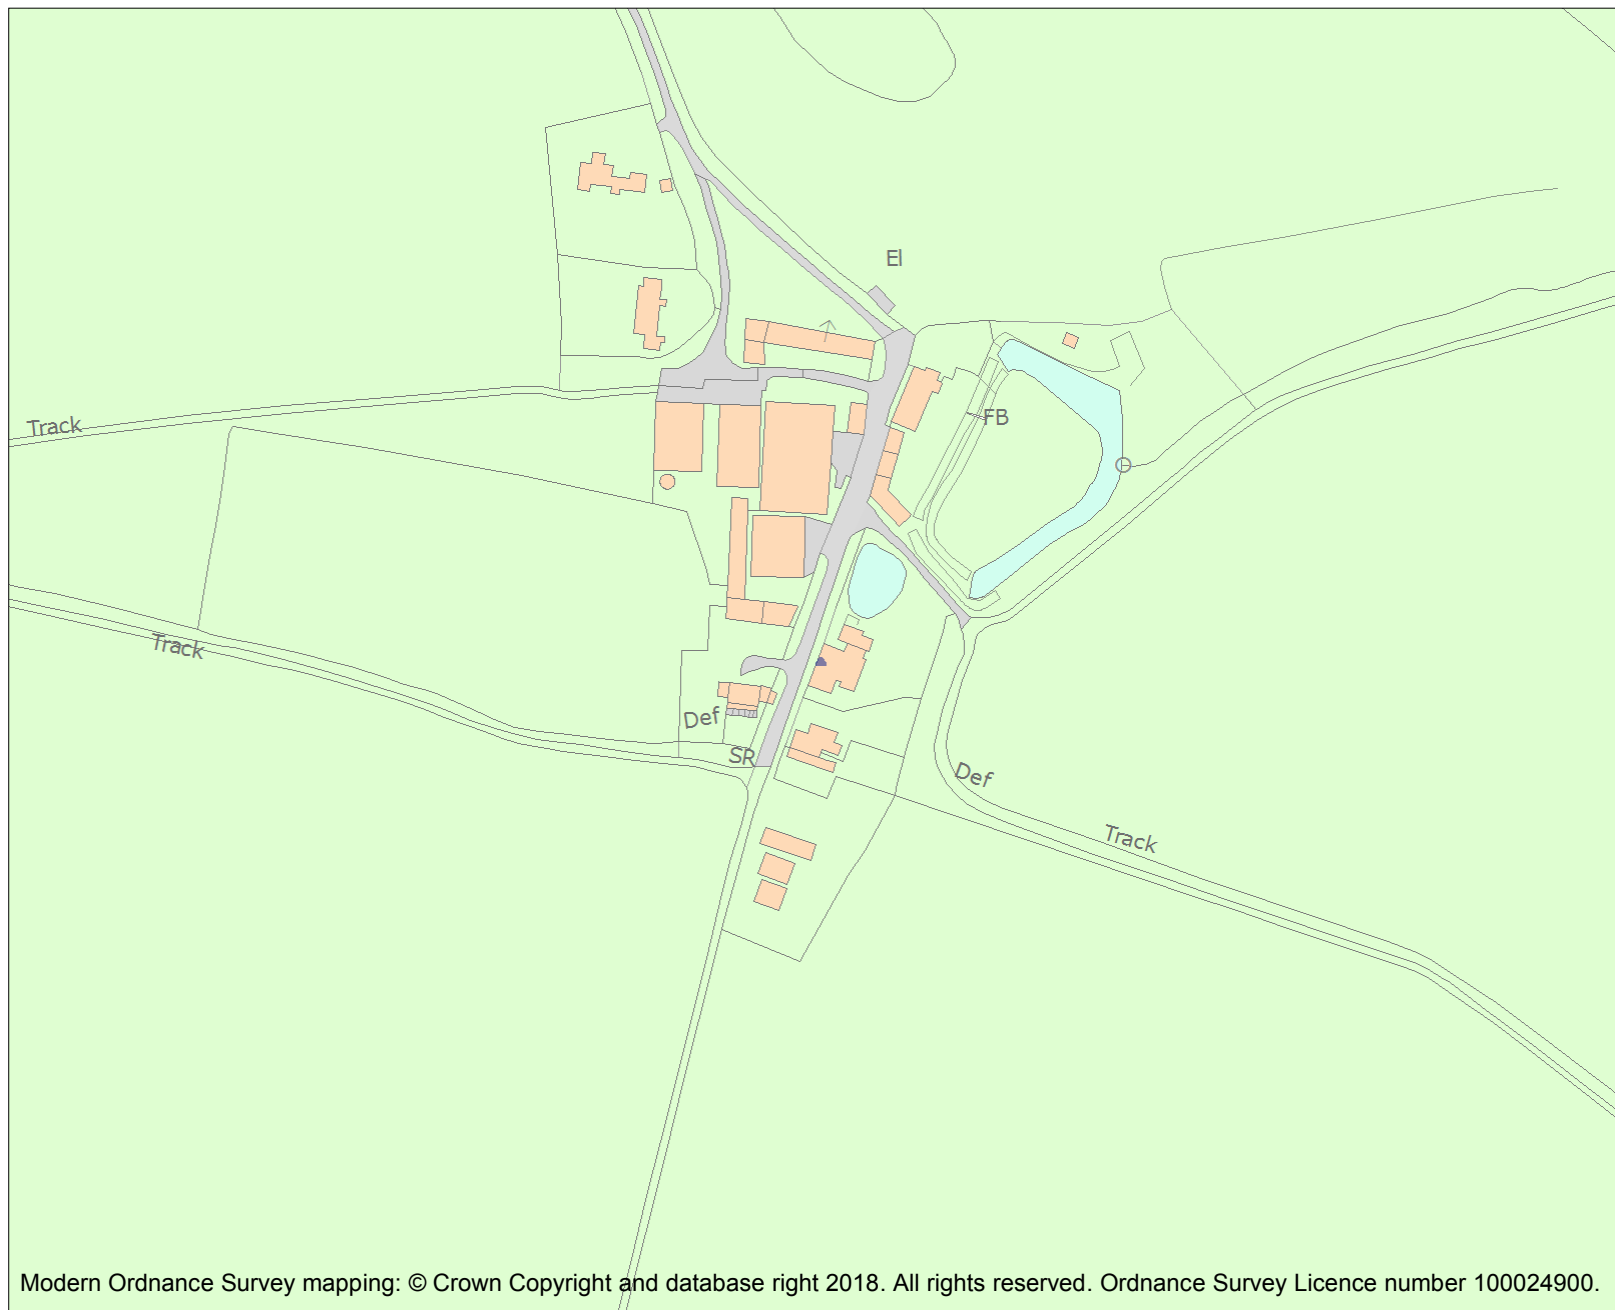 El
FB
Track
Track
Def
SR
Def
Track
Modern Ordnance Survey mapping: © Crown Copyright and database right 2018. All rights reserved. Ordnance Survey Licence number 100024900.